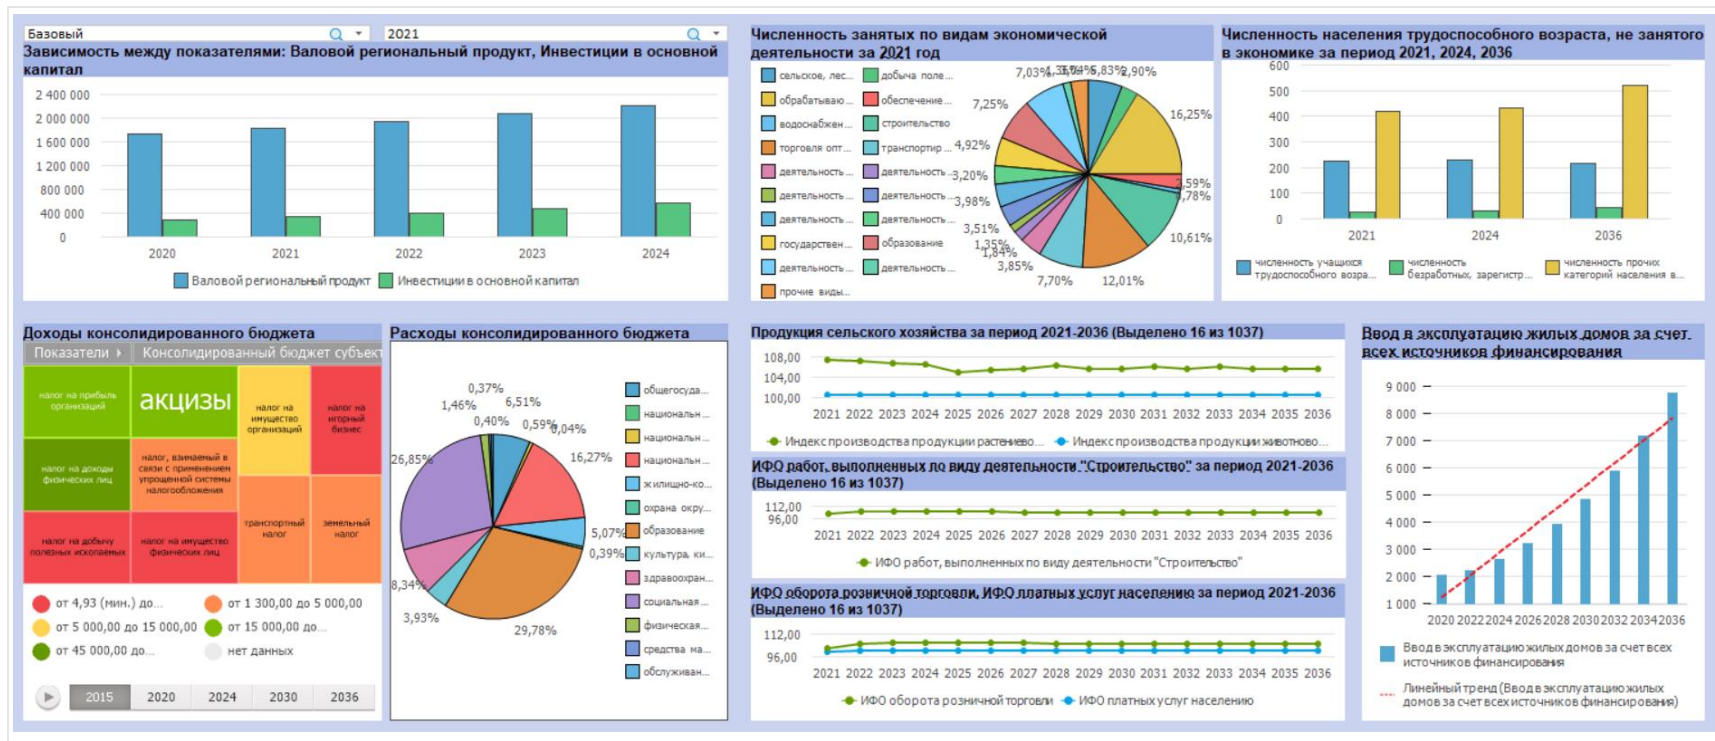 Базовый
2021
Зависимость между показателями: Валовой региональный продукт, Инвестиции в основной
капитал
2 400 000
2 000 000
1 600 000
1 200 000
800 000
400 000
0
2020
2021
2022
2023
2024
Валовой региональный продукт
Инвестиции в основной капитал
Численность занятых по видам экономической
деятельности за 2021 год
сельское, лес...
добыча поле...
обрабатываю...
обеспечение...
водоснабжен...
строительство
торговля опт...
транспортир...
деятельность...
деятельность...
деятельность...
деятельность...
деятельность...
деятельность...
государствен...
образование
деятельность...
деятельность...
прочие виды...
7,03%
5,83%
2,90%
16,25%
10,61%
12,01%
7,70%
3,85%
1,84%
1,35%
3,51%
3,98%
3,20%
4,92%
7,25%
Численность населения трудоспособного возраста, не занятого
в экономике за период 2021, 2024, 2036
600
500
400
300
200
100
0
2021
2024
2036
численность учащихся
трудоспособного возра...
численность
безработных, зарегистр...
численность прочих
категорий населения в...
Доходы консолидированного бюджета
Показатели
Консолидированный бюджет субъект
налог на прибыль
организаций
акцизы
налог на
имущество
организаций
налог на
игорный
бизнес
налог на доходы
физических лиц
налог, взимаемый в
связи с применением
упрощенной системы
налогообложения
налог на добычу
полезных ископаемых
налог на имущество
физических лиц
транспортный
налог
земельный
налог
от 4,93 (мин.) до...
от 1 300,00 до 5 000,00
от 5 000,00 до 15 000,00
от 15 000,00 до...
от 45 000,00 до...
нет данных
2015
2020
2024
2030
2036
Расходы консолидированного бюджета
0,37%
1,46%
6,51%
0,40%
0,59%
0,04%
16,27%
26,85%
5,07%
0,39%
8,34%
3,93%
29,78%
общегосуда...
национальн...
национальн...
национальн...
жилищно-ко...
охрана окру...
образование
культура, ки...
здравоохран...
социальная...
физическая...
средства ма...
обслуживан...
Продукция сельского хозяйства за период 2021-2036 (Выделено 16 из 1037)
108,00
104,00
100,00
2021 2022 2023 2024 2025 2026 2027 2028 2029 2030 2031 2032 2033 2034 2035 2036
Индекс производства продукции растениево...
Индекс производства продукции животново...
ИФО работ, выполненных по виду деятельности "Строительство" за период 2021-2036
(Выделено 16 из 1037)
112,00
96,00
2021 2022 2023 2024 2025 2026 2027 2028 2029 2030 2031 2032 2033 2034 2035 2036
ИФО работ, выполненных по виду деятельности "Строительство"
ИФО оборота розничной торговли, ИФО платных услуг населению за период 2021-2036
(Выделено 16 из 1037)
112,00
96,00
2021 2022 2023 2024 2025 2026 2027 2028 2029 2030 2031 2032 2033 2034 2035 2036
ИФО оборота розничной торговли
ИФО платных услуг населению
Ввод в эксплуатацию жилых домов за счет
всех источников финансирования
9 000
8 000
7 000
6 000
5 000
4 000
3 000
2 000
1 000
2020 2022 2024 2026 2028 2030 2032 2034 2036
Ввод в эксплуатацию жилых домов за счет всех
источников финансирования
Линейный тренд (Ввод в эксплуатацию жилых
домов за счет всех источников финансирования)